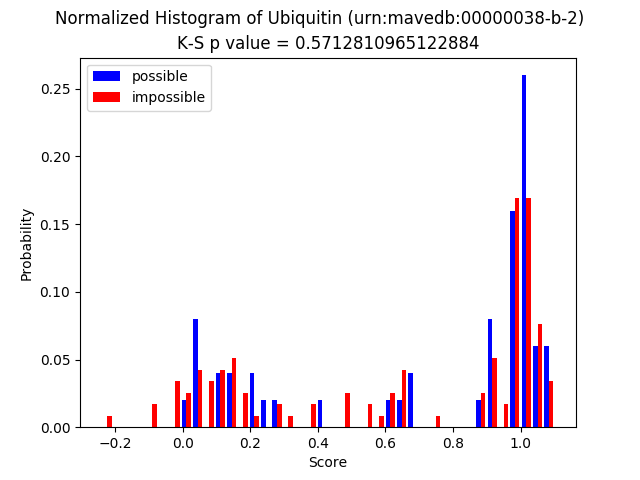 Normalized Histogram of Ubiquitin (urn:mavedb:00000038-b-2)
K-S p value = 0.5712810965122884
possible
impossible
0.25
0.20
0.15
0.10
0.05
0.00
Probability
−0.2 0.0 0.2 0.4 0.6 0.8 1.0
Score